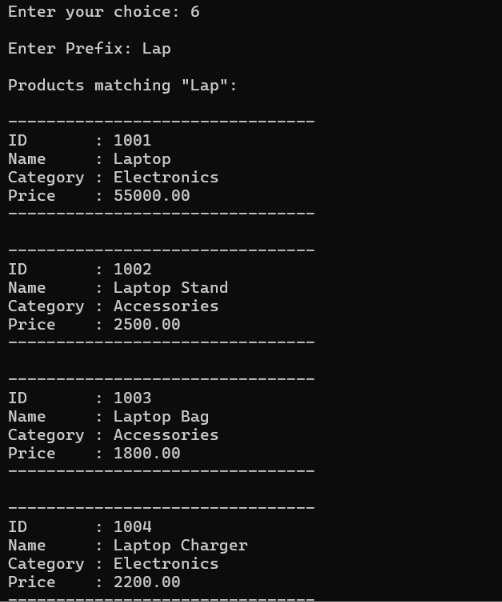 Enter your choice: 6
Enter Prefix: Lap
Products matching "Lap":
--------------------------------
ID       : 1001
Name     : Laptop
Category : Electronics
Price    : 55000.00
--------------------------------
--------------------------------
ID       : 1002
Name     : Laptop Stand
Category : Accessories
Price    : 2500.00
--------------------------------
--------------------------------
ID       : 1003
Name     : Laptop Bag
Category : Accessories
Price    : 1800.00
--------------------------------
--------------------------------
ID       : 1004
Name     : Laptop Charger
Category : Electronics
Price    : 2200.00
--------------------------------